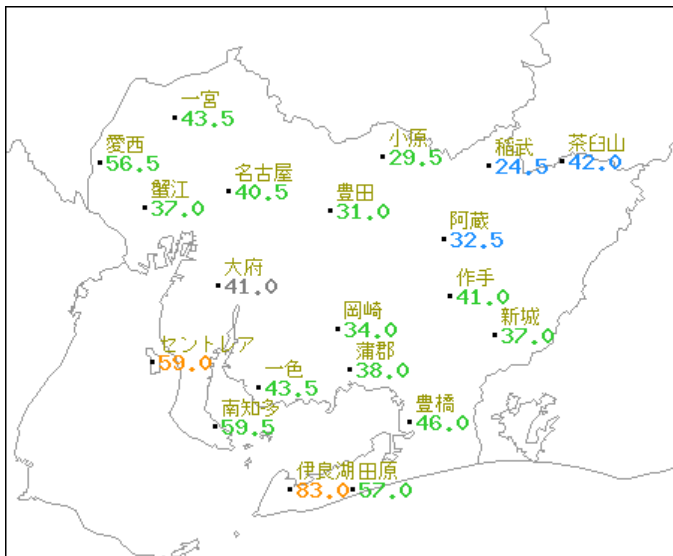 一宮
43.5
愛西
56.5
小原
29.5
稲武
24.5
茶臼山
42.0
蟹江
37.0
名古屋
40.5
豊田
31.0
阿蔵
32.5
大府
41.0
作手
41.0
岡崎
34.0
新城
37.0
セントレア
59.0
蒲郡
38.0
一色
43.5
南知多
59.5
豊橋
46.0
伊良湖
83.0
田原
57.0